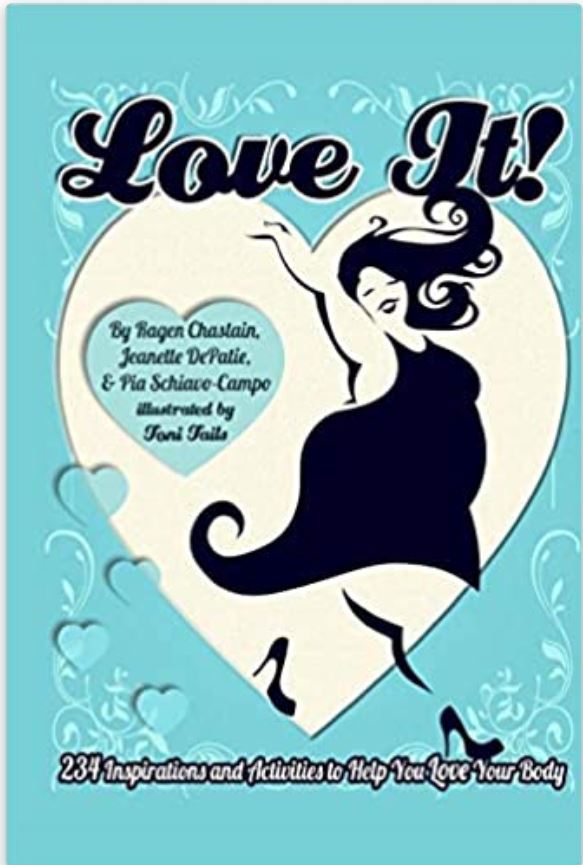 Love It!
By Ragen Chastain,
Jeanette DePatie,
& Pia Schiavo-Campo
illustrated by
Toni Tails
234 Inspirations and Activities to Help You Love Your Body